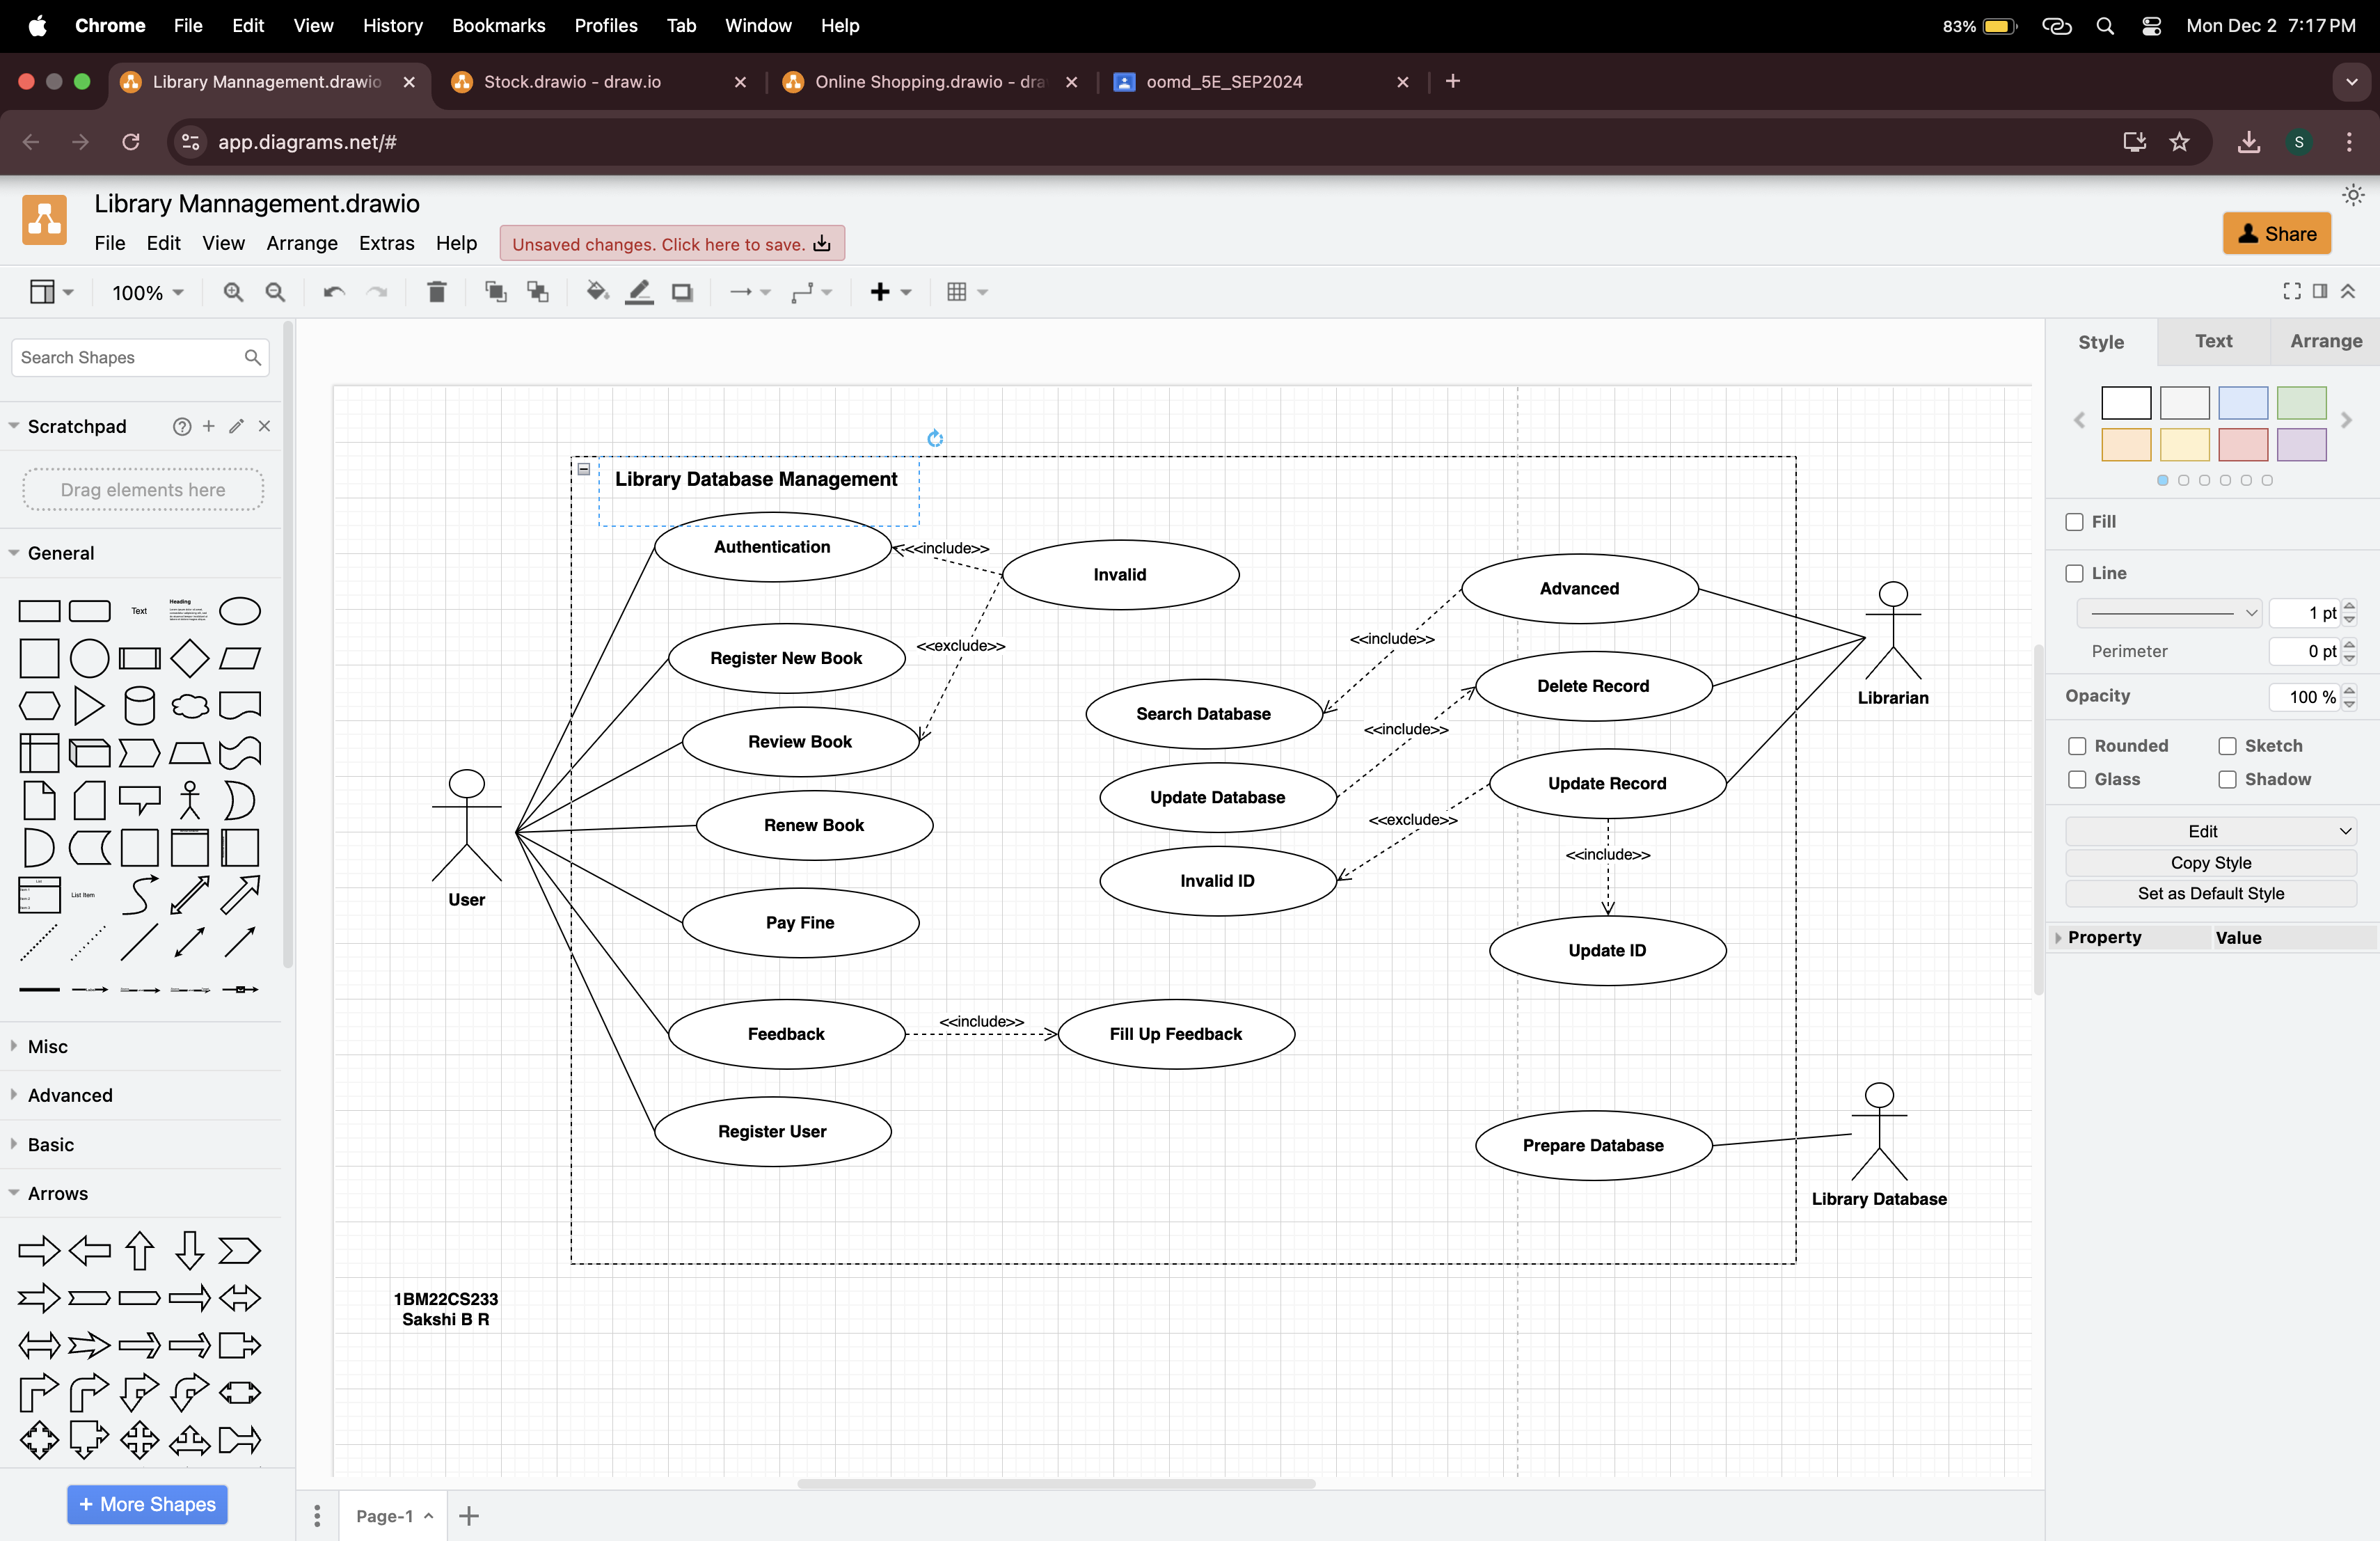 Chrome File Edit View History Bookmarks Profiles Tab Window Help 83% Mon Dec 2 7:17 PM
Library Mannagement.drawio Stock.drawio - draw.io Online Shopping.drawio - dra oomd_5E_SEP2024
app.diagrams.net/# S
Library Mannagement.drawio
File Edit View Arrange Extras Help Unsaved changes. Click here to save. Share
100%
Search Shapes
Scratchpad
Drag elements here
General
Text
Heading
List Item
Misc
Advanced
Basic
Arrows
+ More Shapes
Library Database Management
Authentication
<<include>>
Invalid
Register New Book
<<exclude>>
Review Book
Renew Book
Pay Fine
Feedback
<<include>>
Fill Up Feedback
Register User
User
Search Database
Update Database
Invalid ID
<<include>>
<<include>>
<<exclude>>
Advanced
Delete Record
Update Record
<<include>>
Update ID
Prepare Database
Librarian
Library Database
1BM22CS233
Sakshi B R
Page-1
Style Text Arrange
Fill
Line
1 pt
Perimeter 0 pt
Opacity 100 %
Rounded Sketch
Glass Shadow
Edit
Copy Style
Set as Default Style
Property Value